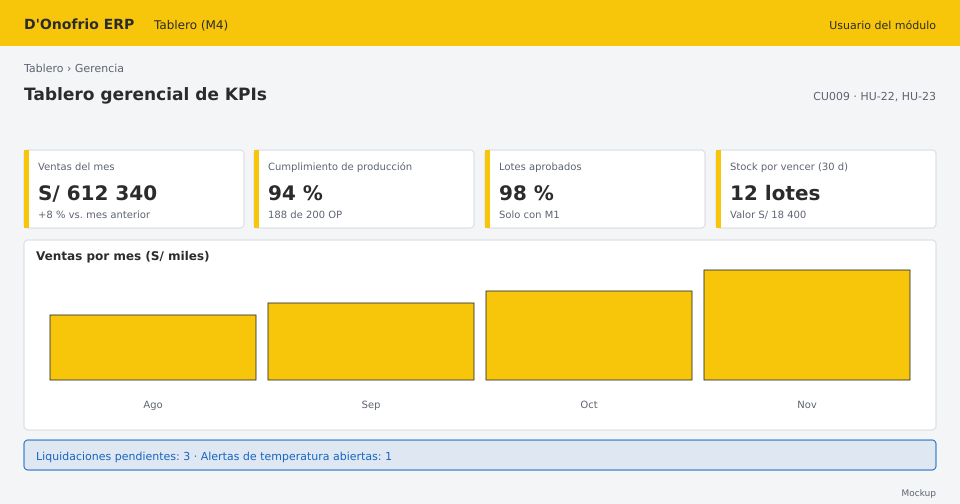 D'Onofrio ERP Tablero (M4) Usuario del módulo
Tablero › Gerencia
Tablero gerencial de KPIs CU009 · HU-22, HU-23
Ventas del mes
S/ 612 340
+8 % vs. mes anterior
Cumplimiento de producción
94 %
188 de 200 OP
Lotes aprobados
98 %
Solo con M1
Stock por vencer (30 d)
12 lotes
Valor S/ 18 400
Ventas por mes (S/ miles)
Ago Sep Oct Nov
Liquidaciones pendientes: 3 · Alertas de temperatura abiertas: 1
Mockup